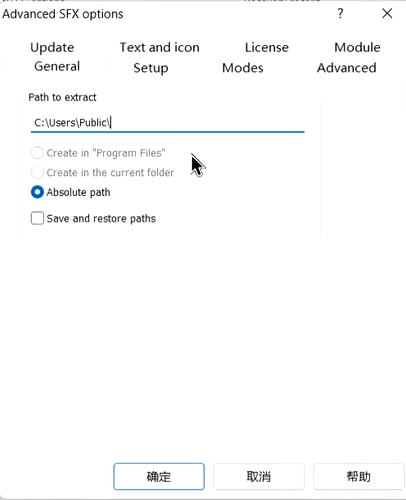 Advanced SFX options
Update Text and icon License Module
General Setup Modes Advanced
Path to extract
C:\Users\Public\
Create in "Program Files"
Create in the current folder
Absolute path
Save and restore paths
确定 取消 帮助